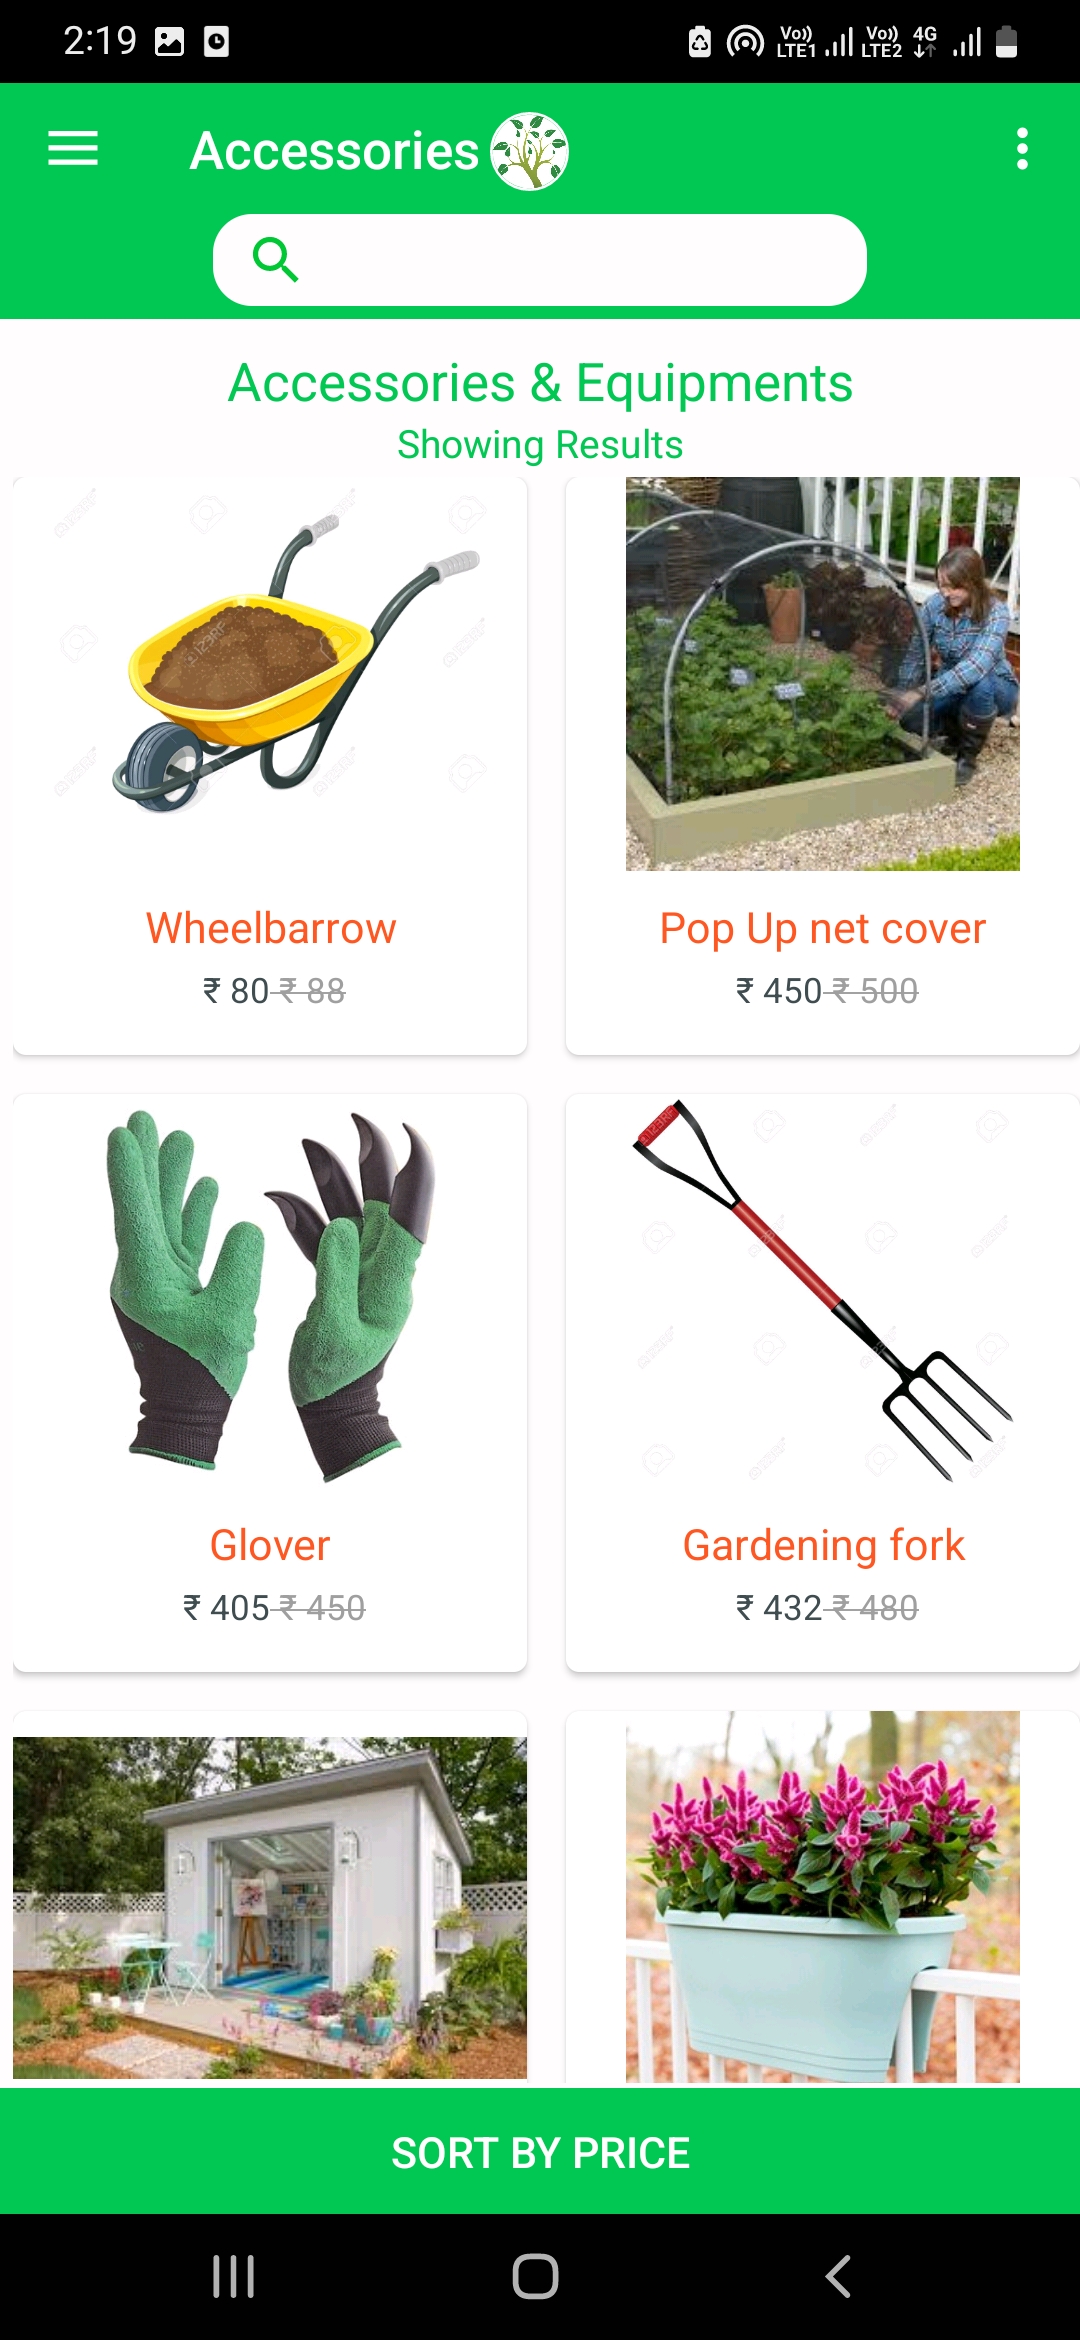 2:19
Vo)) LTE1 Vo)) LTE2 4G
Accessories
Accessories & Equipments
Showing Results
Wheelbarrow
₹ 80 ₹ 88
Pop Up net cover
₹ 450 ₹ 500
Glover
₹ 405 ₹ 450
Gardening fork
₹ 432 ₹ 480
SORT BY PRICE